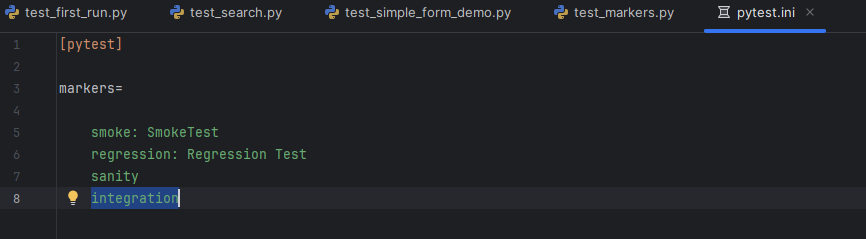 test_first_run.py test_search.py test_simple_form_demo.py test_markers.py pytest.ini
1 [pytest]
2
3 markers=
4
5 smoke: SmokeTest
6 regression: Regression Test
7 sanity
8 integration